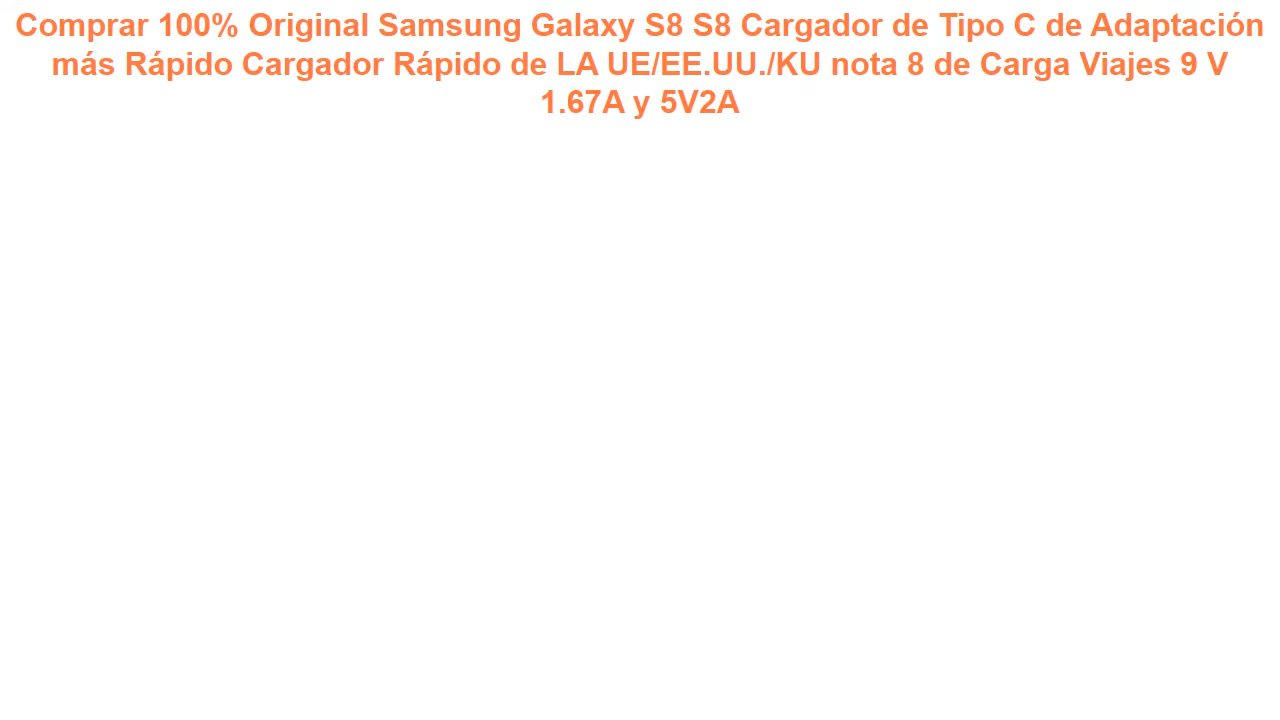 Comprar 100% Original Samsung Galaxy S8 S8 Cargador de Tipo C de Adaptación
más Rápido Cargador Rápido de LA UE/EE.UU./KU nota 8 de Carga Viajes 9 V
1.67A y 5V2A